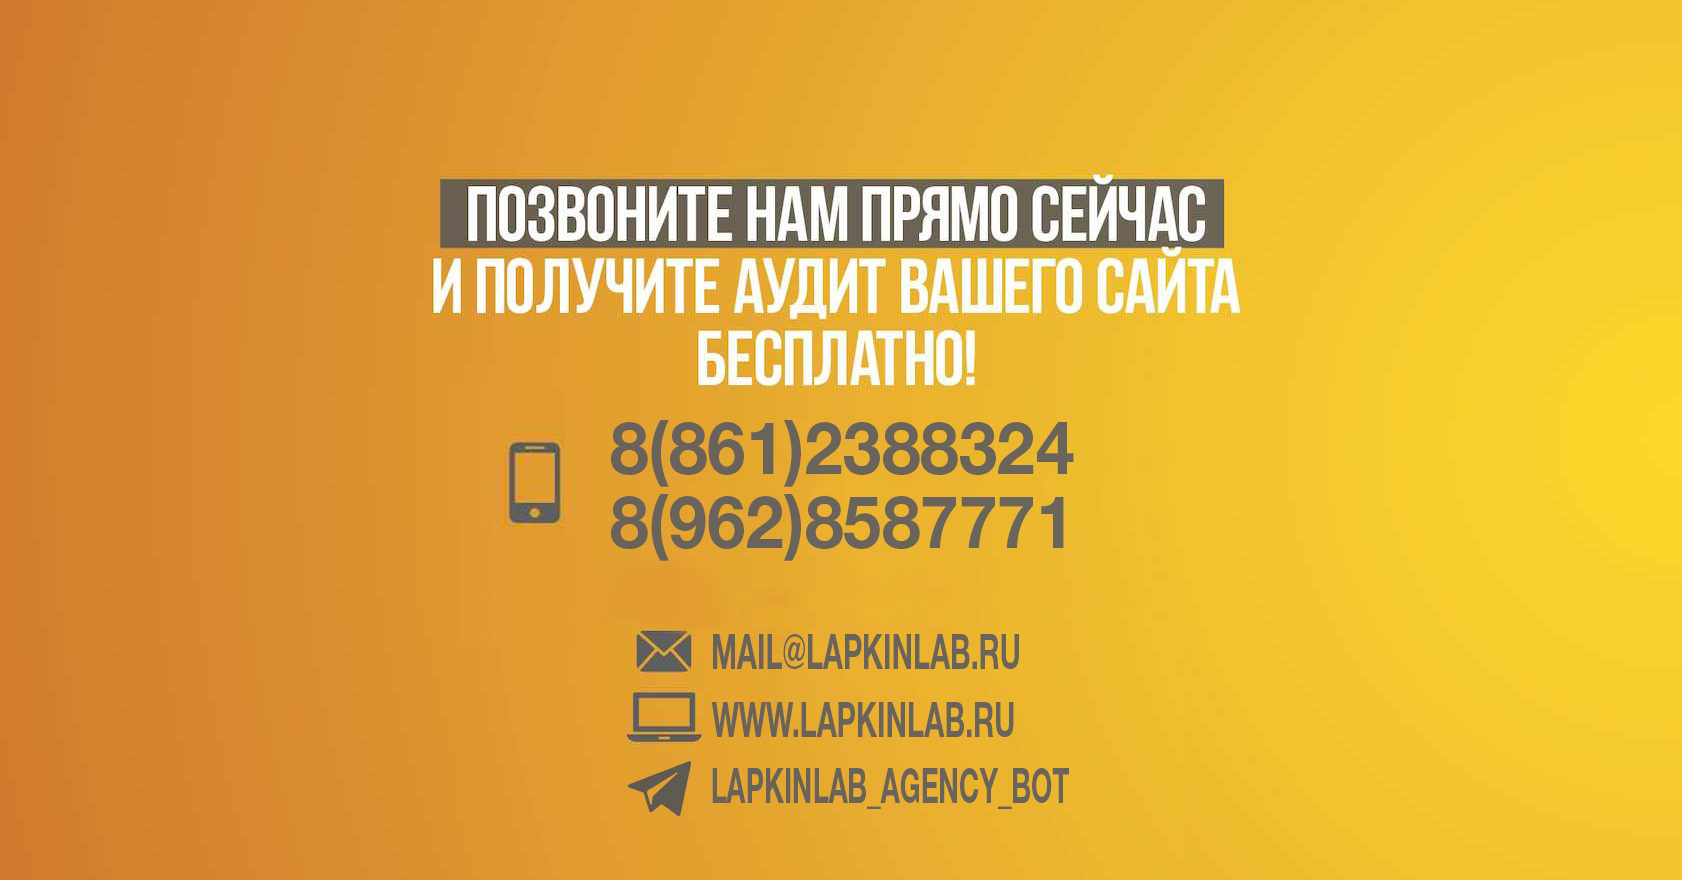 ПОЗВОНИТЕ НАМ ПРЯМО СЕЙЧАС
И ПОЛУЧИТЕ АУДИТ ВАШЕГО САЙТА
БЕСПЛАТНО!
8(861)2388324
8(962)8587771
MAIL@LAPKINLAB.RU
WWW.LAPKINLAB.RU
LAPKINLAB_AGENCY_BOT